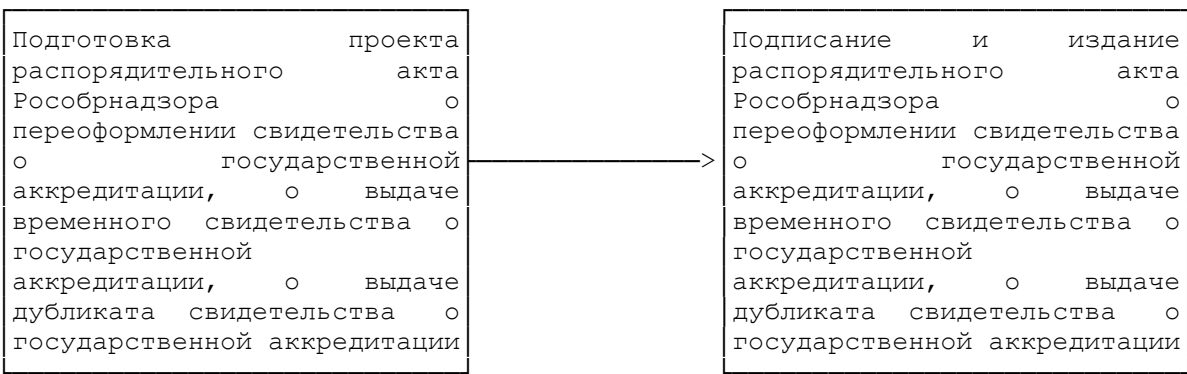 Подготовка проекта
распорядительного акта
Рособрнадзора о
переоформлении свидетельства
о государственной
аккредитации, о выдаче
временного свидетельства о
государственной
аккредитации, о выдаче
дубликата свидетельства о
государственной аккредитации
Подписание и издание
распорядительного акта
Рособрнадзора о
переоформлении свидетельства
о государственной
аккредитации, о выдаче
временного свидетельства о
государственной
аккредитации, о выдаче
дубликата свидетельства о
государственной аккредитации